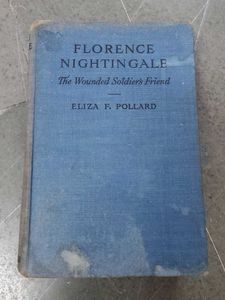 FLORENCE
NIGHTINGALE
The Wounded Soldier's Friend
ELIZA F. POLLARD